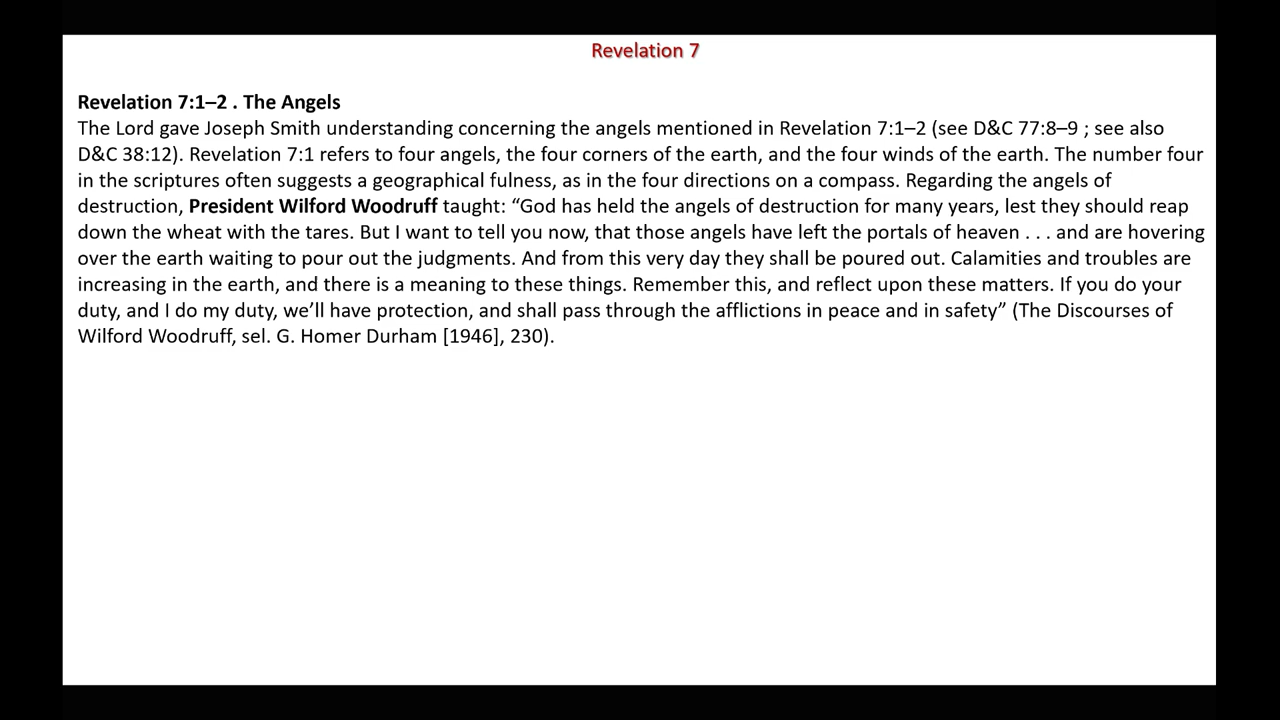 Revelation 7
Revelation 7:1–2 . The Angels
The Lord gave Joseph Smith understanding concerning the angels mentioned in Revelation 7:1–2 (see D&C 77:8–9 ; see also
D&C 38:12). Revelation 7:1 refers to four angels, the four corners of the earth, and the four winds of the earth. The number four
in the scriptures often suggests a geographical fulness, as in the four directions on a compass. Regarding the angels of
destruction, President Wilford Woodruff taught: “God has held the angels of destruction for many years, lest they should reap
down the wheat with the tares. But I want to tell you now, that those angels have left the portals of heaven . . . and are hovering
over the earth waiting to pour out the judgments. And from this very day they shall be poured out. Calamities and troubles are
increasing in the earth, and there is a meaning to these things. Remember this, and reflect upon these matters. If you do your
duty, and I do my duty, we’ll have protection, and shall pass through the afflictions in peace and in safety” (The Discourses of
Wilford Woodruff, sel. G. Homer Durham [1946], 230).